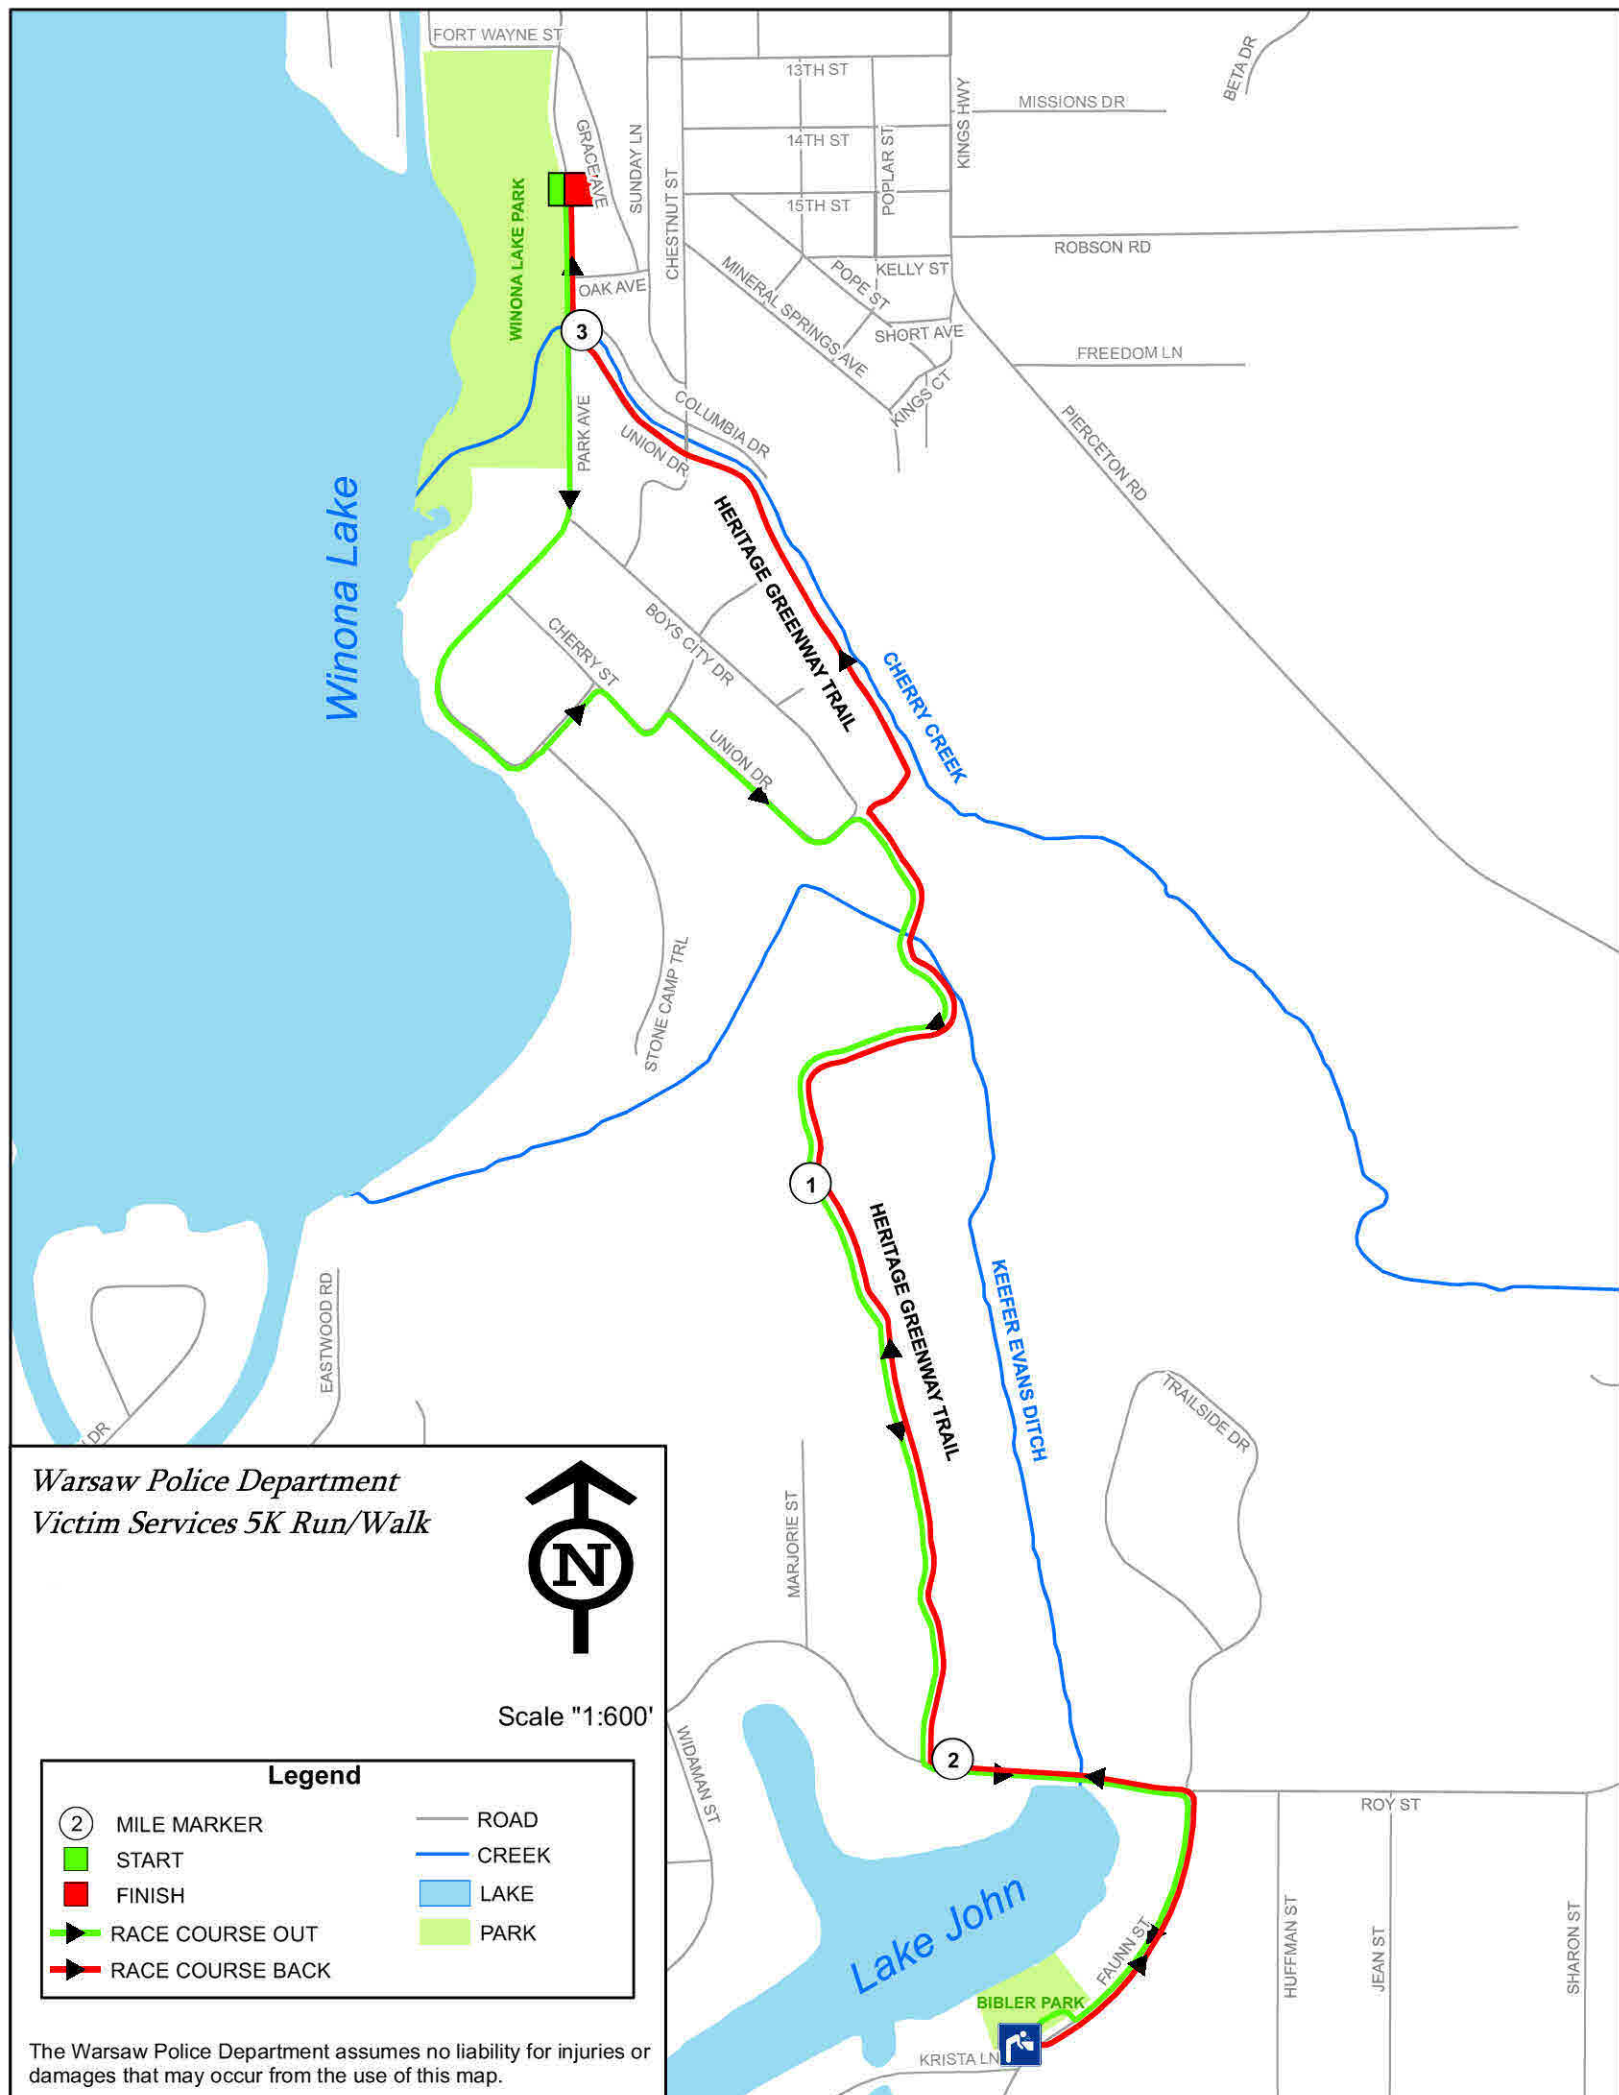 FORT WAYNE ST
13TH ST
BETA DR
MISSIONS DR
KINGS HWY
14TH ST
POPLAR ST
GRACE AVE
SUNDAY LN
CHESTNUT ST
15TH ST
WINONA LAKE PARK
ROBSON RD
KELLY ST
POPE ST
OAK AVE
MINERAL SPRINGS AVE
SHORT AVE
3
FREEDOM LN
KINGS CT
COLUMBIA DR
PIERCETON RD
PARK AVE
UNION DR
Winona Lake
HERITAGE GREENWAY TRAIL
BOYS CITY DR
CHERRY ST
CHERRY CREEK
UNION DR
STONE CAMP TRL
1
HERITAGE GREENWAY TRAIL
KEEFER EVANS DITCH
EASTWOOD RD
TRAILSIDE DR
DR
MARJORIE ST
Warsaw Police Department
Victim Services 5K Run/Walk
N
Scale "1:600'
WIDAMAN ST
2
ROY ST
Legend
2 MILE MARKER
START
FINISH
RACE COURSE OUT
RACE COURSE BACK
ROAD
CREEK
LAKE
PARK
Lake John
FAUNN ST
HUFFMAN ST
JEAN ST
SHARON ST
BIBLER PARK
KRISTA LN
The Warsaw Police Department assumes no liability for injuries or
damages that may occur from the use of this map.